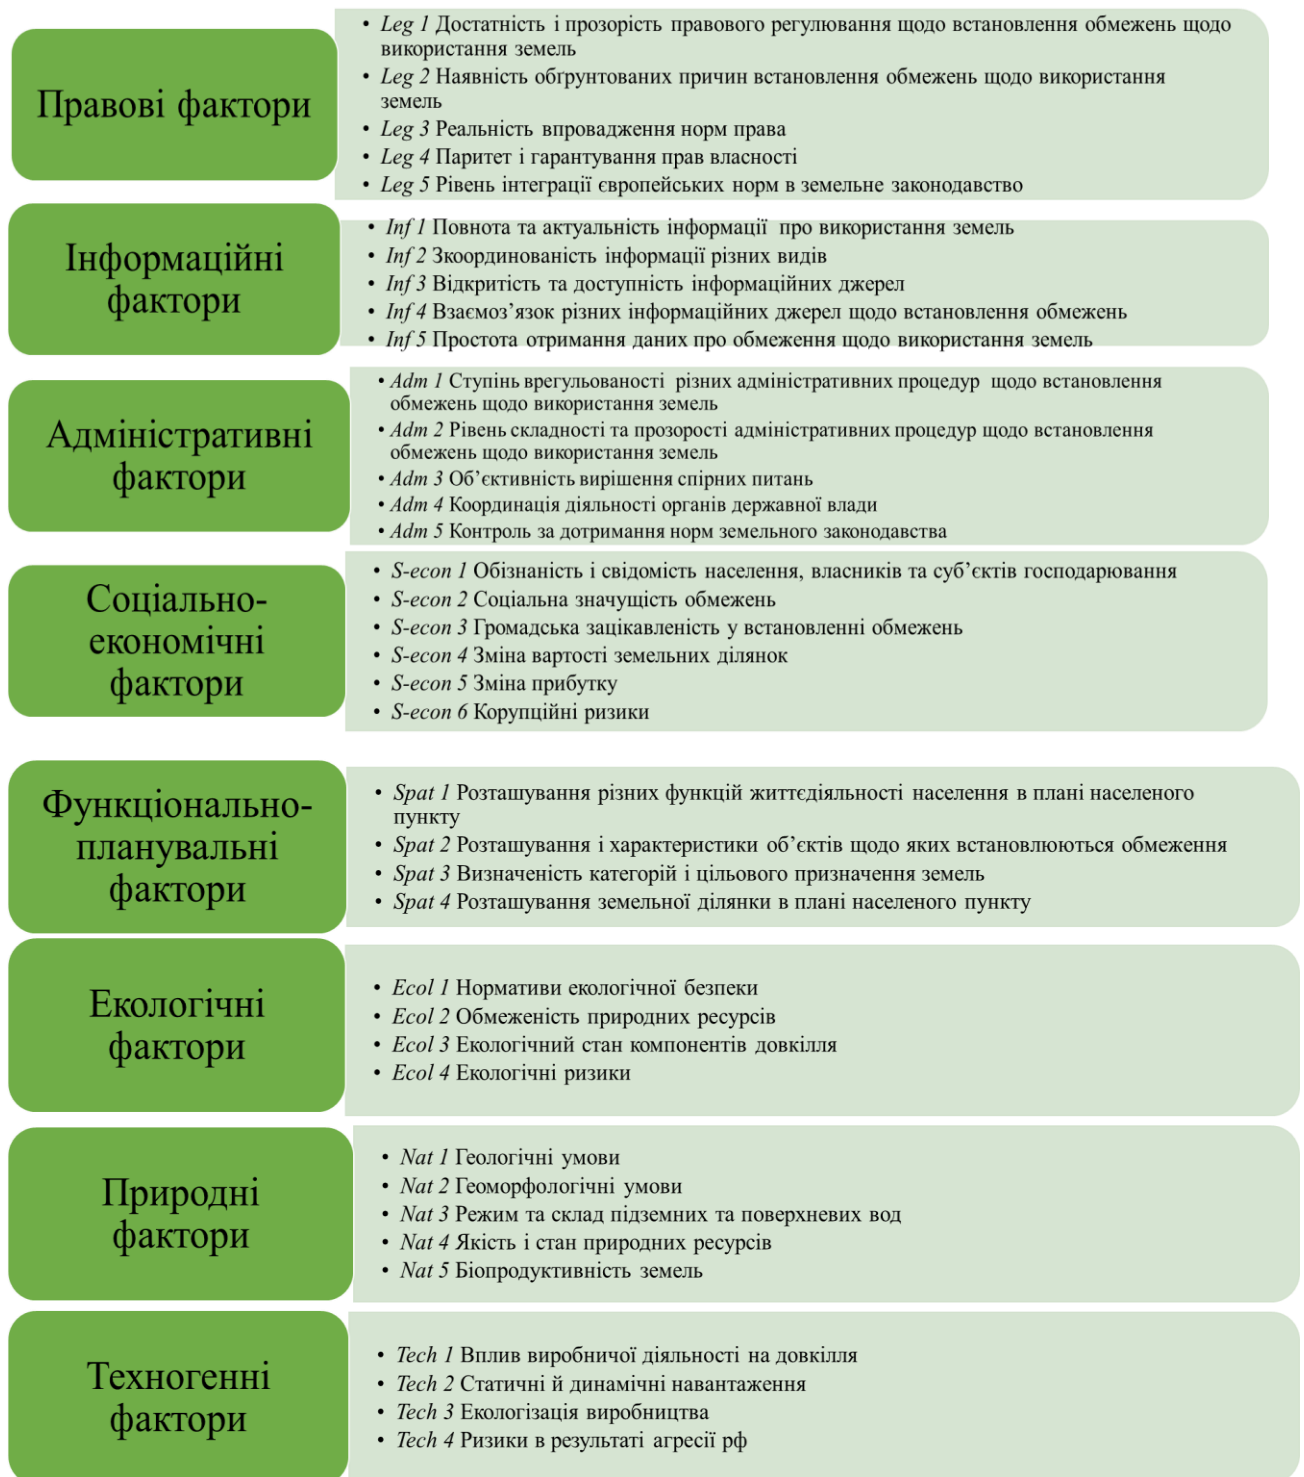 Правові фактори
• Leg 1 Достатність і прозорість правового регулювання щодо встановлення обмежень щодо
використання земель
• Leg 2 Наявність обґрунтованих причин встановлення обмежень щодо використання
земель
• Leg 3 Реальність впровадження норм права
• Leg 4 Паритет і гарантування прав власності
• Leg 5 Рівень інтеграції європейських норм в земельне законодавство
Інформаційні
фактори
• Inf 1 Повнота та актуальність інформації про використання земель
• Inf 2 Зкоординованість інформації різних видів
• Inf 3 Відкритість та доступність інформаційних джерел
• Inf 4 Взаємоз’язок різних інформаційних джерел щодо встановлення обмежень
• Inf 5 Простота отримання даних про обмеження щодо використання земель
Адміністративні
фактори
• Adm 1 Ступінь врегульованості різних адміністративних процедур щодо встановлення
обмежень щодо використання земель
• Adm 2 Рівень складності та прозорості адміністративних процедур щодо встановлення
обмежень щодо використання земель
• Adm 3 Об’єктивність вирішення спірних питань
• Adm 4 Координація діяльності органів державної влади
• Adm 5 Контроль за дотримання норм земельного законодавства
Соціально-
економічні
фактори
• S-econ 1 Обізнаність і свідомість населення, власників та суб’єктів господарювання
• S-econ 2 Соціальна значущість обмежень
• S-econ 3 Громадська зацікавленість у встановленні обмежень
• S-econ 4 Зміна вартості земельних ділянок
• S-econ 5 Зміна прибутку
• S-econ 6 Корупційні ризики
Функціонально-
планувальні
фактори
• Spat 1 Розташування різних функцій життєдіяльності населення в плані населеного
пункту
• Spat 2 Розташування і характеристики об’єктів щодо яких встановлюються обмеження
• Spat 3 Визначеність категорій і цільового призначення земель
• Spat 4 Розташування земельної ділянки в плані населеного пункту
Екологічні
фактори
• Ecol 1 Нормативи екологічної безпеки
• Ecol 2 Обмеженість природних ресурсів
• Ecol 3 Екологічний стан компонентів довкілля
• Ecol 4 Екологічні ризики
Природні
фактори
• Nat 1 Геологічні умови
• Nat 2 Геоморфологічні умови
• Nat 3 Режим та склад підземних та поверхневих вод
• Nat 4 Якість і стан природних ресурсів
• Nat 5 Біопродуктивність земель
Техногенні
фактори
• Tech 1 Вплив виробничої діяльності на довкілля
• Tech 2 Статичні й динамічні навантаження
• Tech 3 Екологізація виробництва
• Tech 4 Ризики в результаті агресії рф